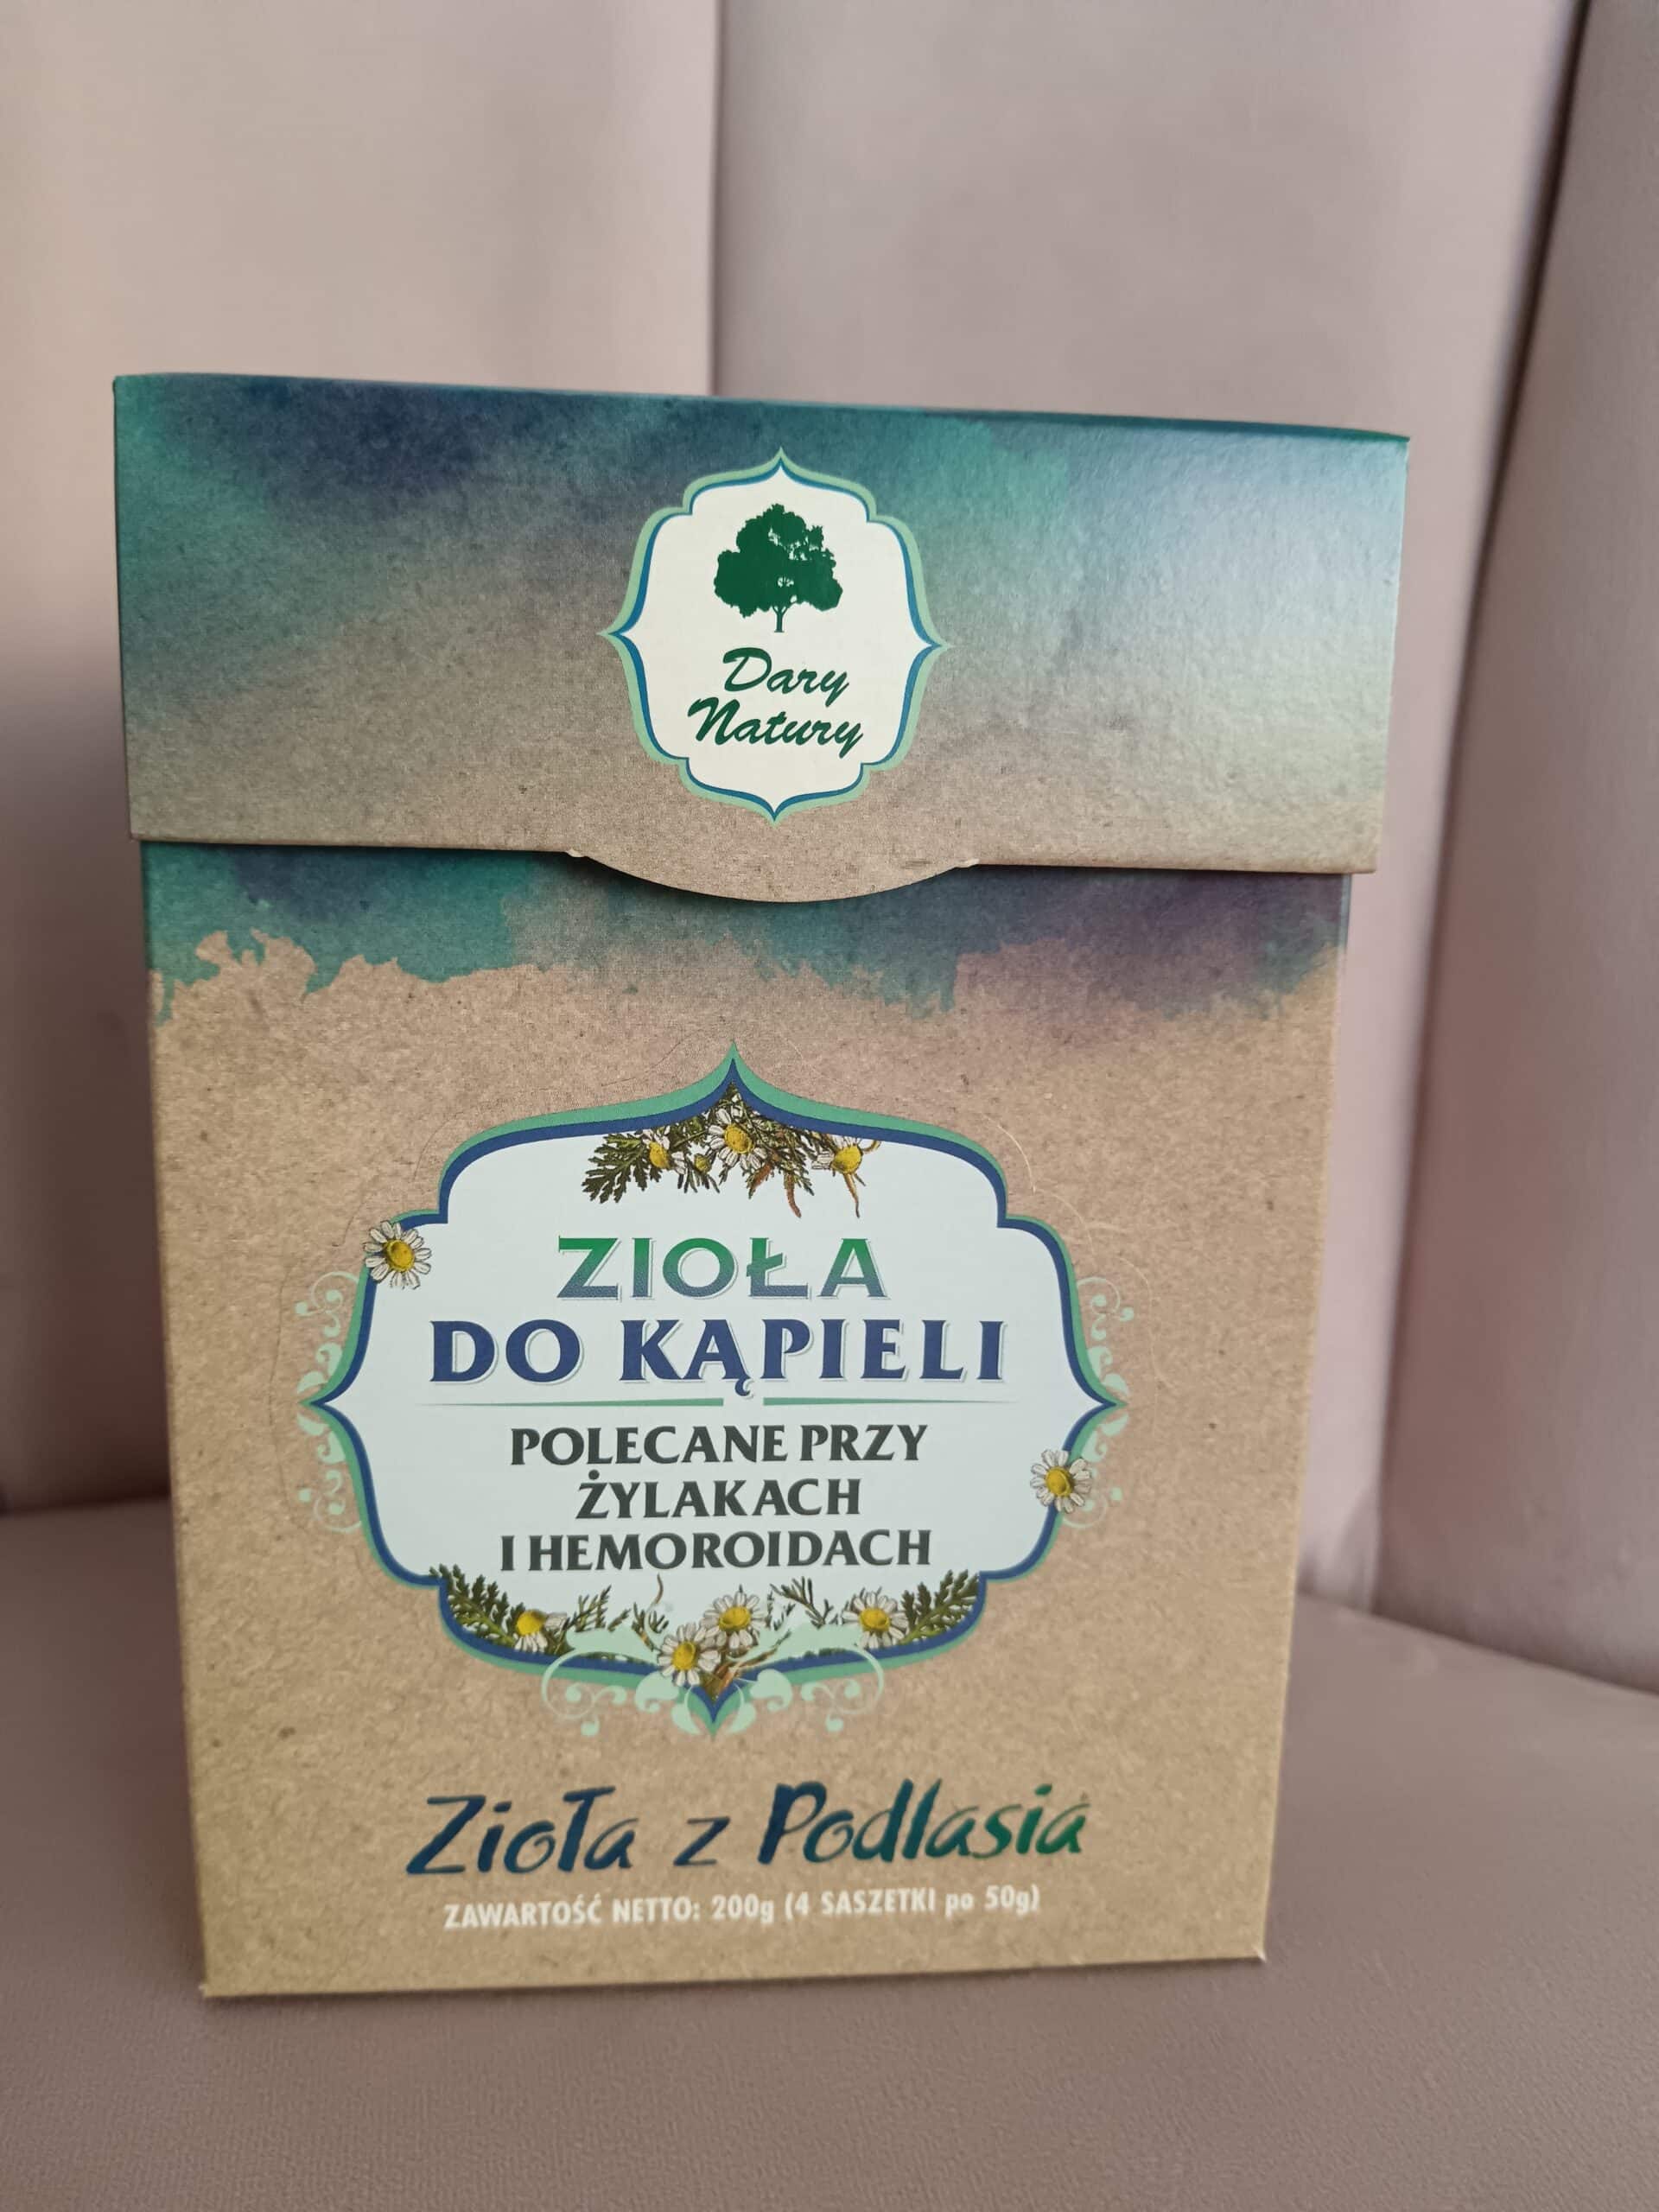 Dary
Natury
ZIOŁA
DO KĄPIELI
POLECANE PRZY
ŻYLAKACH
I HEMOROIDACH
Zioła z Podlasia
ZAWARTOŚĆ NETTO: 200g (4 SASZETKI po 50g)